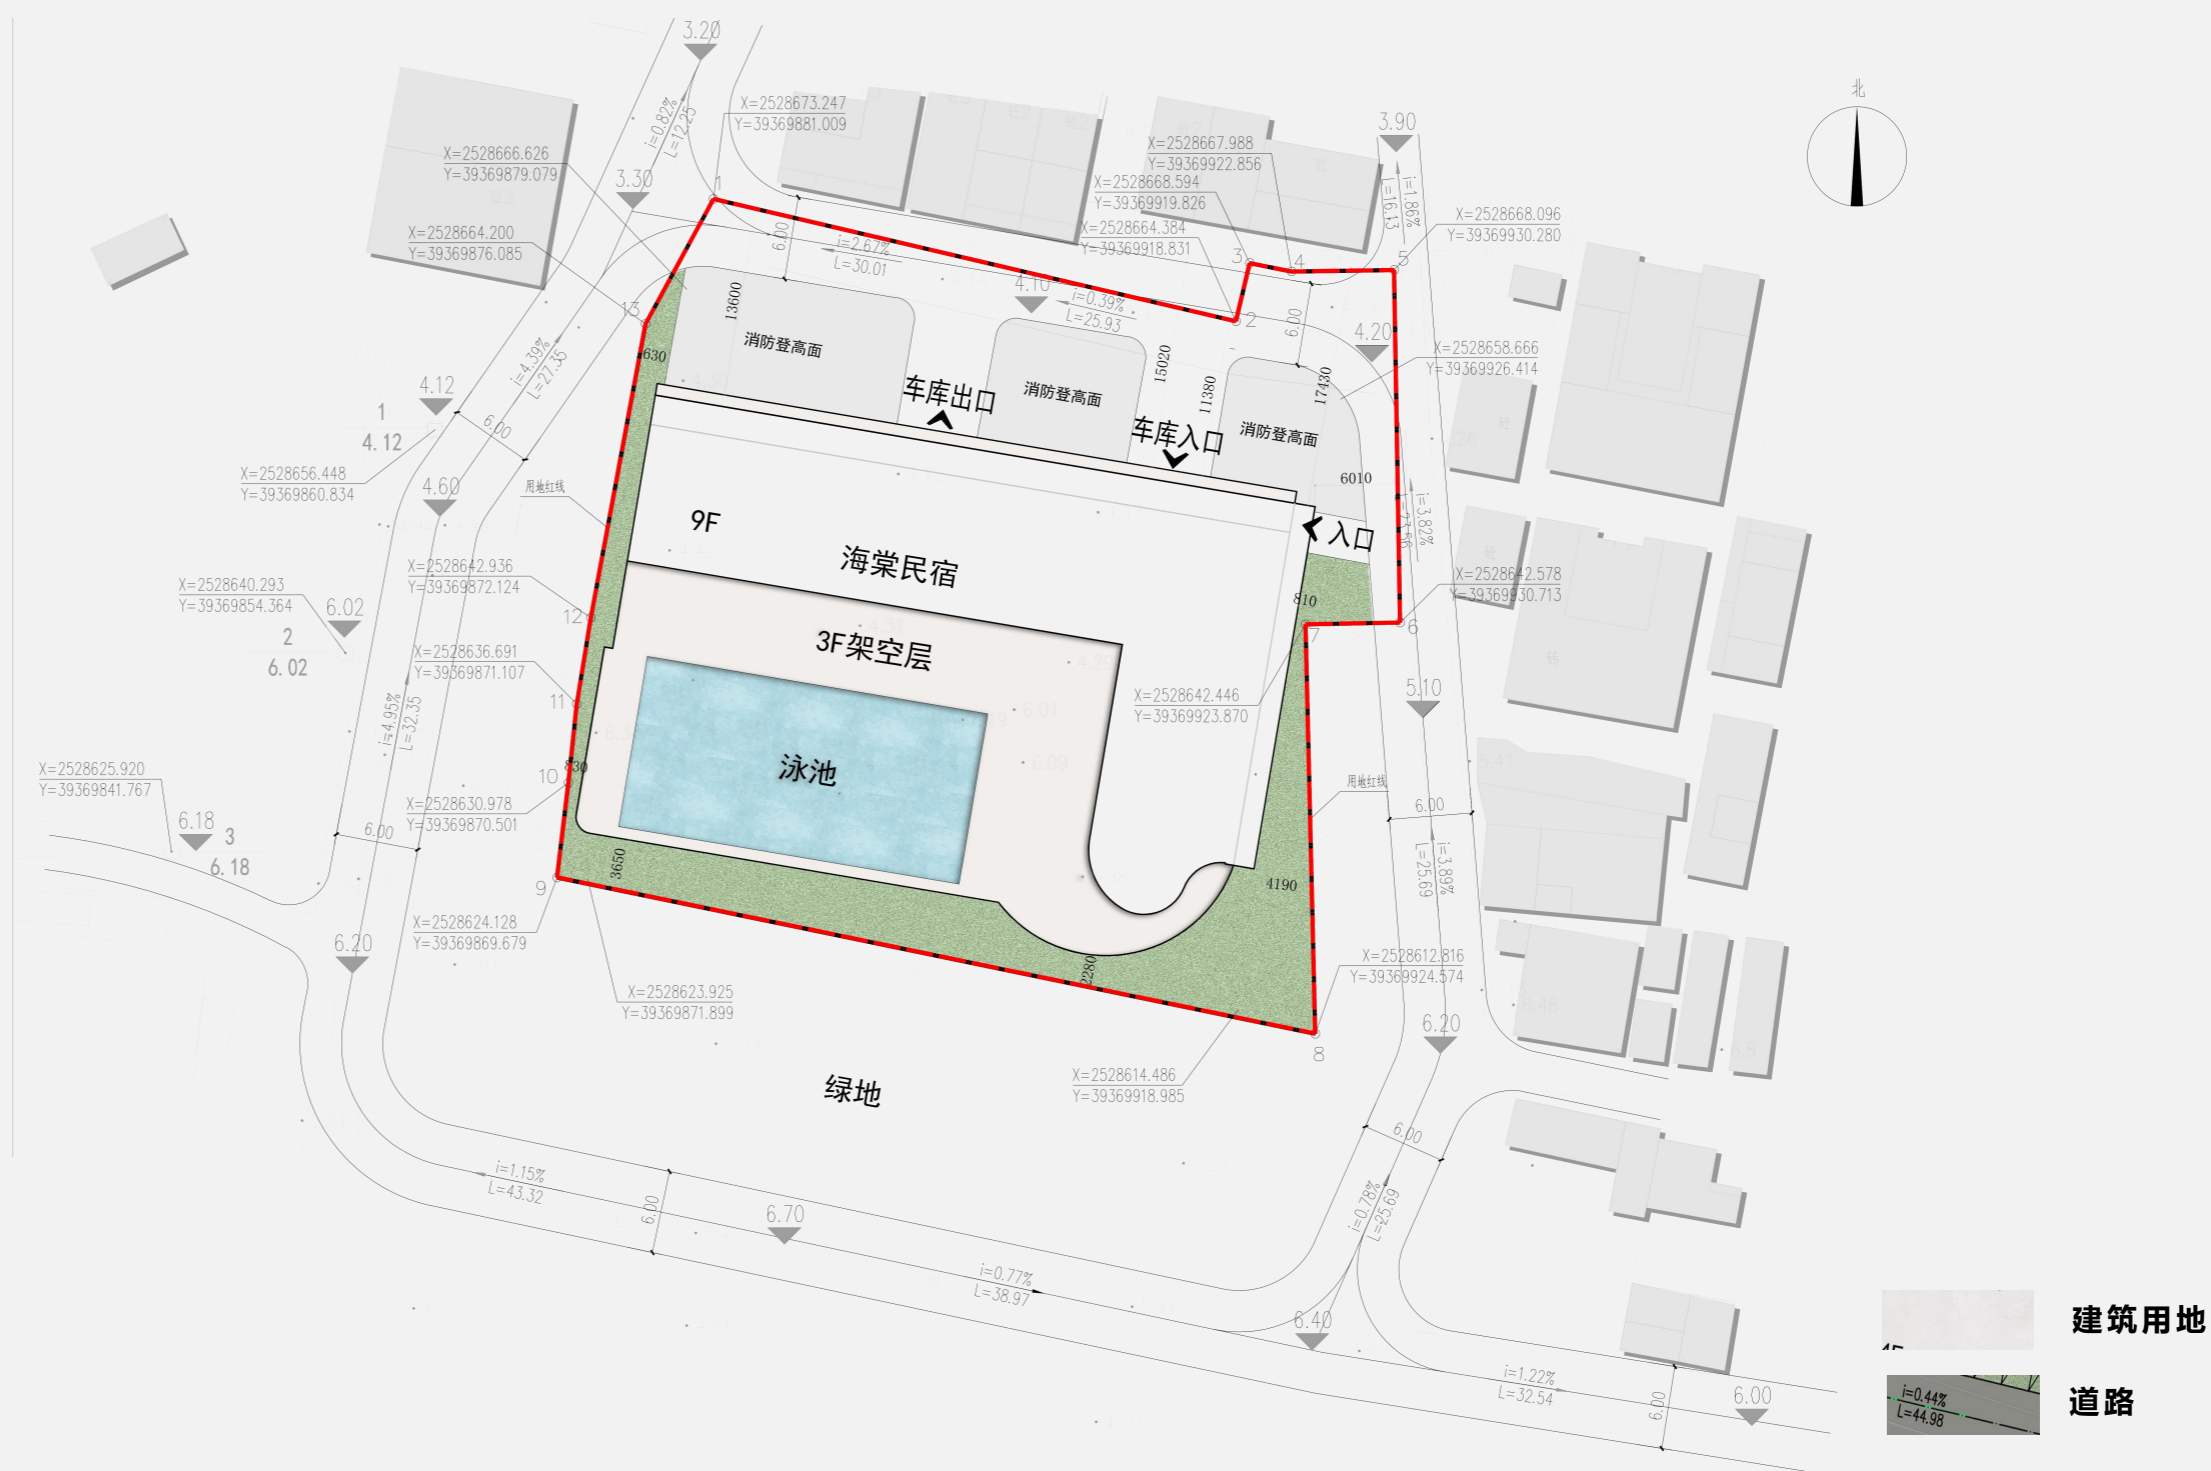 3.20
北
i=0.82%
L=12.25
X=2528673.247
Y=39369881.009
3.90
X=2528666.626
Y=39369879.079
X=2528667.988
Y=39369922.856
3.30
1
X=2528668.594
Y=39369919.826
i=1.86%
L=16.13
X=2528664.200
Y=39369876.085
6.00
i=2.67%
L=30.01
X=2528664.384
Y=39369918.831
X=2528668.096
Y=39369930.280
3
4
5
13
13600
4.10
i=0.39%
L=25.93
2
6.00
4.20
630
消防登高面
消防登高面
消防登高面
15020
11380
17430
X=2528658.666
Y=39369926.414
i=4.39%
L=27.35
4.12
1
4.12
6.00
车库出口
车库入口
6010
X=2528656.448
Y=39369860.834
4.60
用地红线
9F
海棠民宿
入口
i=3.82%
L=23.56
X=2528642.936
Y=39369872.124
X=2528640.293
Y=39369854.364
X=2528642.578
Y=39369930.713
6.02
2
6.02
12
810
7
6
3F架空层
X=2528636.691
Y=39369871.107
11
X=2528642.446
Y=39369923.870
5.10
i=4.95%
L=32.35
泳池
10
830
用地红线
X=2528625.920
Y=39369841.767
X=2528630.978
Y=39369870.501
6.00
6.18
3
6.18
6.00
3650
9
4190
i=3.89%
L=25.69
X=2528624.128
Y=39369869.679
6.20
2280
X=2528612.816
Y=39369924.574
X=2528623.925
Y=39369871.899
6.20
8
X=2528614.486
Y=39369918.985
绿地
6.00
i=1.15%
L=43.32
6.00
6.70
i=0.78%
L=25.69
i=0.77%
L=38.97
6.40
建筑用地
i=1.22%
L=32.54
6.00
6.00
i=0.44%
L=44.98
道路